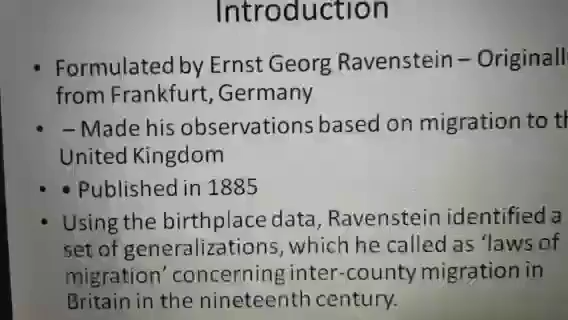 Introduction
• Formulated by Ernst Georg Ravenstein – Originall
from Frankfurt, Germany
• – Made his observations based on migration to th
United Kingdom
• • Published in 1885
• Using the birthplace data, Ravenstein identified a
set of generalizations, which he called as ‘laws of
migration’ concerning inter-county migration in
Britain in the nineteenth century.